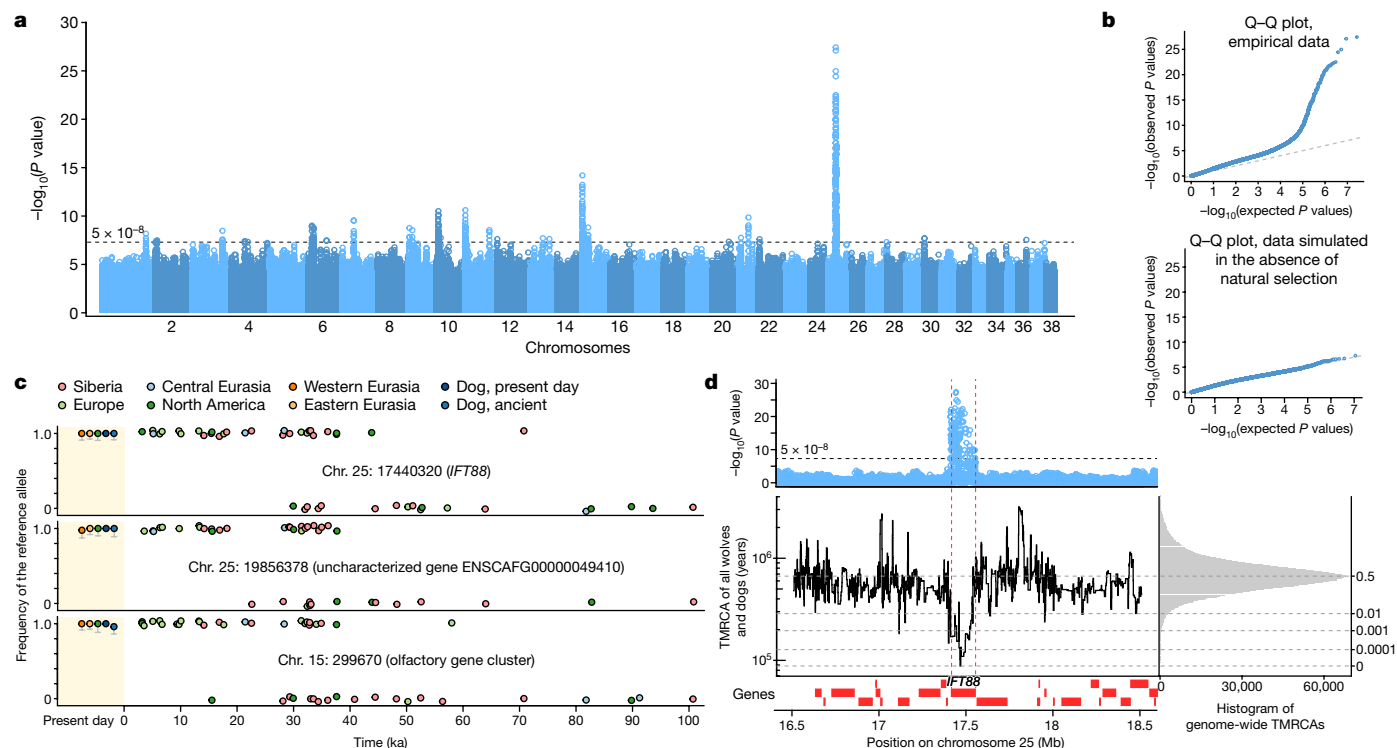 a
30
25
20
15
10
5
0
–log10(P value)
5 × 10–8
2 4 6 8 10 12 14 16 18 20 22 24 26 28 30 32 34 36 38
Chromosomes
b
Q–Q plot,
empirical data
25
20
15
10
5
0
–log10(observed P values)
0 1 2 3 4 5 6 7
–log10(expected P values)
Q–Q plot, data simulated
in the absence of
natural selection
25
20
15
10
5
0
–log10(observed P values)
0 1 2 3 4 5 6 7
–log10(expected P values)
c
Siberia Central Eurasia Western Eurasia Dog, present day
Europe North America Eastern Eurasia Dog, ancient
Frequency of the reference allele
1.0
Chr. 25: 17440320 (IFT88)
0
1.0
Chr. 25: 19856378 (uncharacterized gene ENSCAFG00000049410)
0
1.0
Chr. 15: 299670 (olfactory gene cluster)
0
Present day 0 10 20 30 40 50 60 70 80 90 100
Time (ka)
d
30
20
10
0
–log10(P value)
5 × 10–8
TMRCA of all wolves
and dogs (years)
10⁶
10⁵
0.5
0.01
0.001
0.0001
0
IFT88
Genes
16.5 17 17.5 18 18.5
Position on chromosome 25 (Mb)
0 30,000 60,000
Histogram of
genome-wide TMRCAs